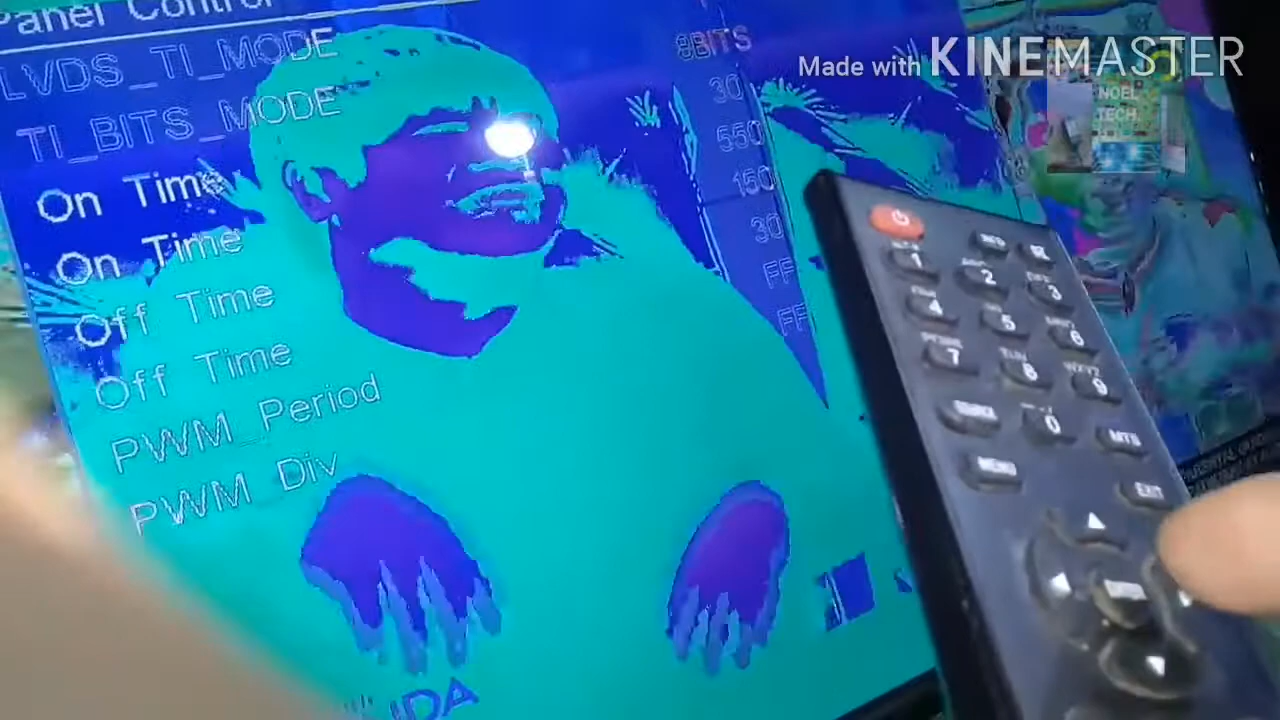 Panel Control
LVDS_TI_MODE
TI_BITS_MODE 8BITS
On Time 30
On Time 550
Off Time 150
Off Time 30
PWM_Period FF
PWM_Div FF
Made with KINEMASTER
NOEL
TECH
1
2
3
4
5
6
7
8
9
WXYZ
0
MTS
MENU
EXIT